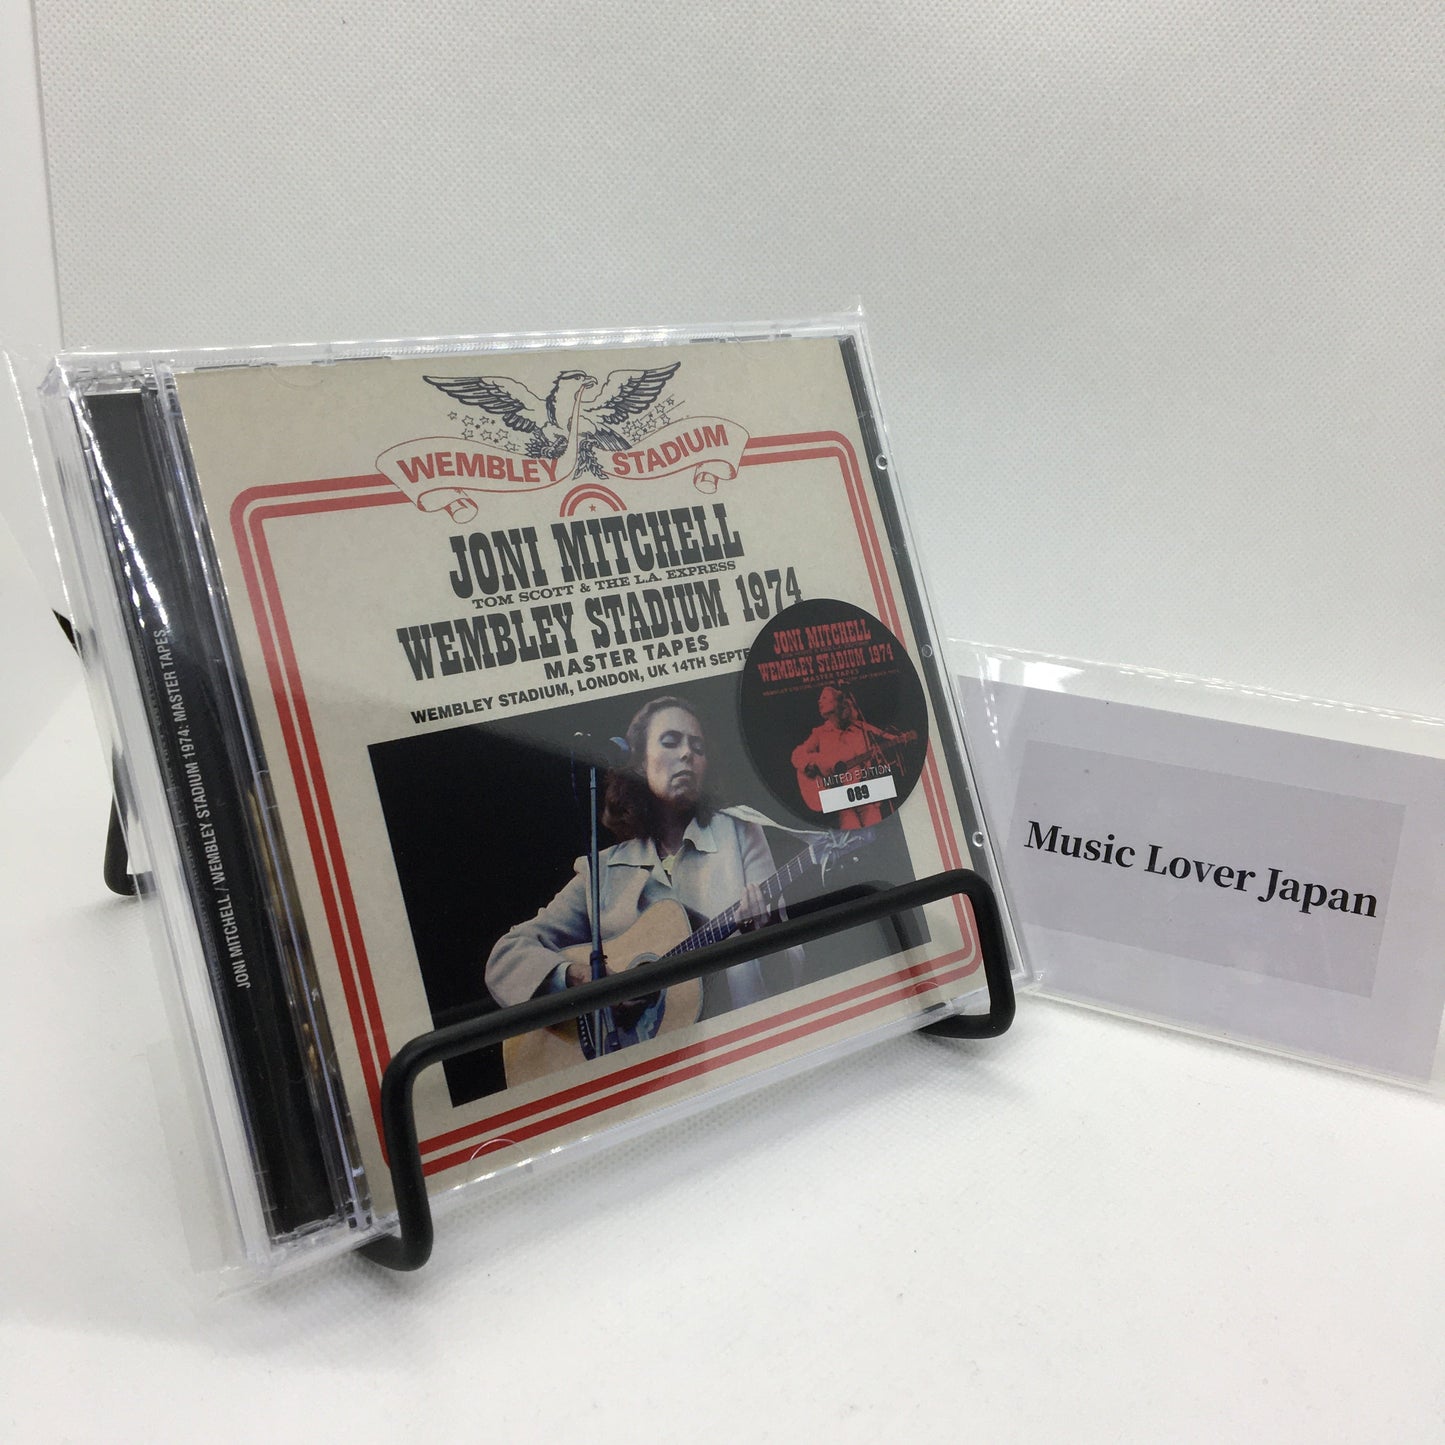 WEMBLEY STADIUM
JONI MITCHELL
TOM SCOTT & THE L.A. EXPRESS
WEMBLEY STADIUM 1974
MASTER TAPES
WEMBLEY STADIUM, LONDON, UK 14TH SEPTE
JONI MITCHELL
WEMBLEY STADIUM 1974
MASTER TAPES
LIMITED EDITION
089
JONI MITCHELL / WEMBLEY STADIUM 1974: MASTER TAPES
Music Lover Japan